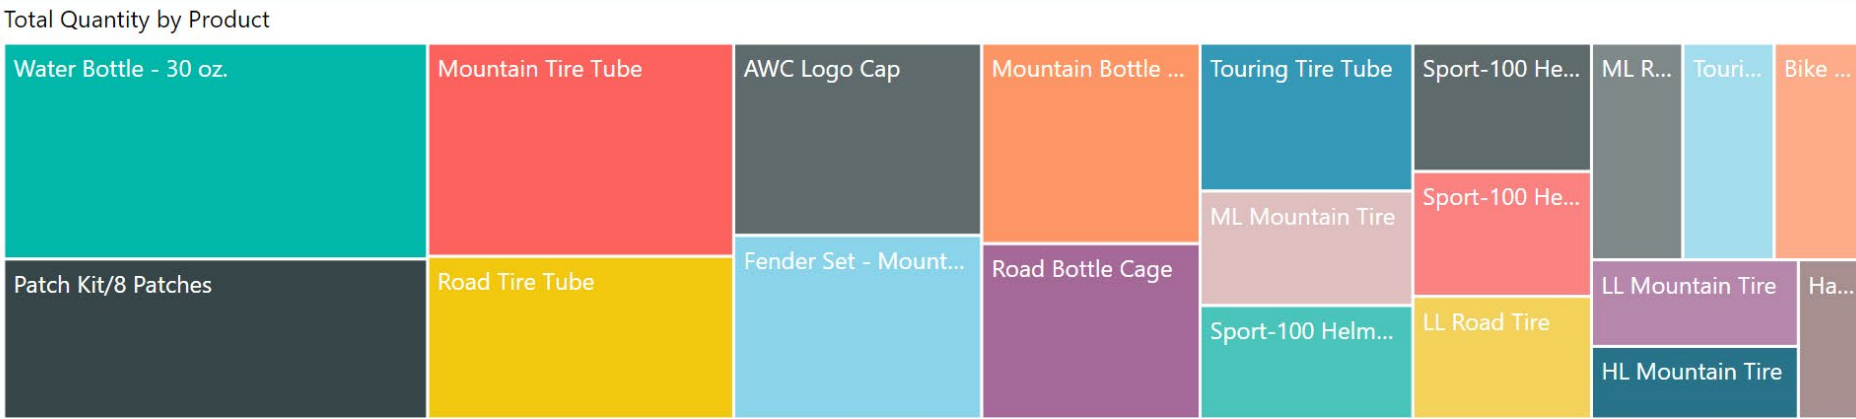 Total Quantity by Product
Water Bottle - 30 oz.
Patch Kit/8 Patches
Mountain Tire Tube
Road Tire Tube
AWC Logo Cap
Fender Set - Mount...
Mountain Bottle ...
Road Bottle Cage
Touring Tire Tube
ML Mountain Tire
Sport-100 Helm...
Sport-100 He...
Sport-100 He...
LL Road Tire
ML R...
Touri...
Bike ...
LL Mountain Tire
HL Mountain Tire
Ha...